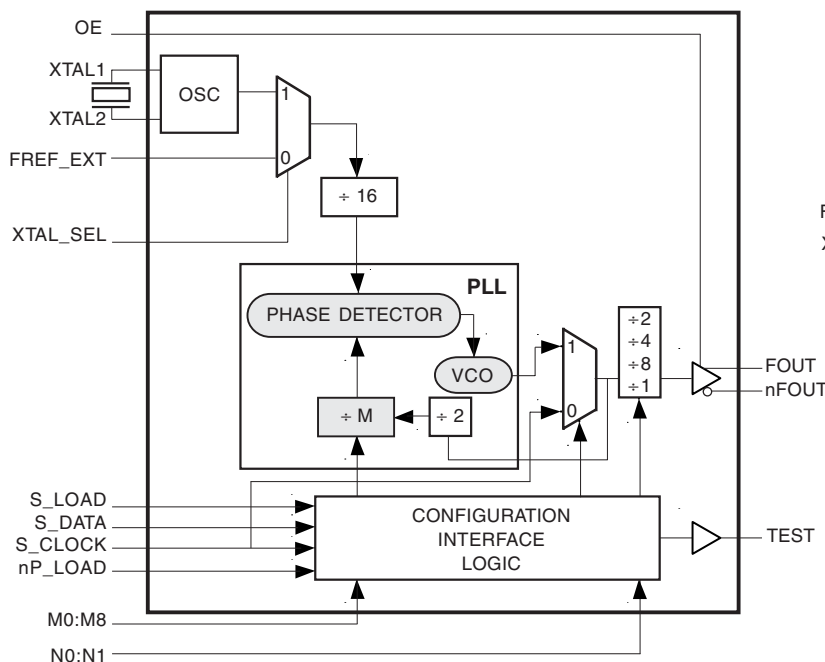 OE
XTAL1
OSC
XTAL2
1
0
FREF_EXT
÷ 16
XTAL_SEL
PLL
PHASE DETECTOR
VCO
÷ M
÷ 2
1
0
÷2
÷4
÷8
÷1
FOUT
nFOUT
S_LOAD
S_DATA
S_CLOCK
nP_LOAD
CONFIGURATION
INTERFACE
LOGIC
TEST
M0:M8
N0:N1